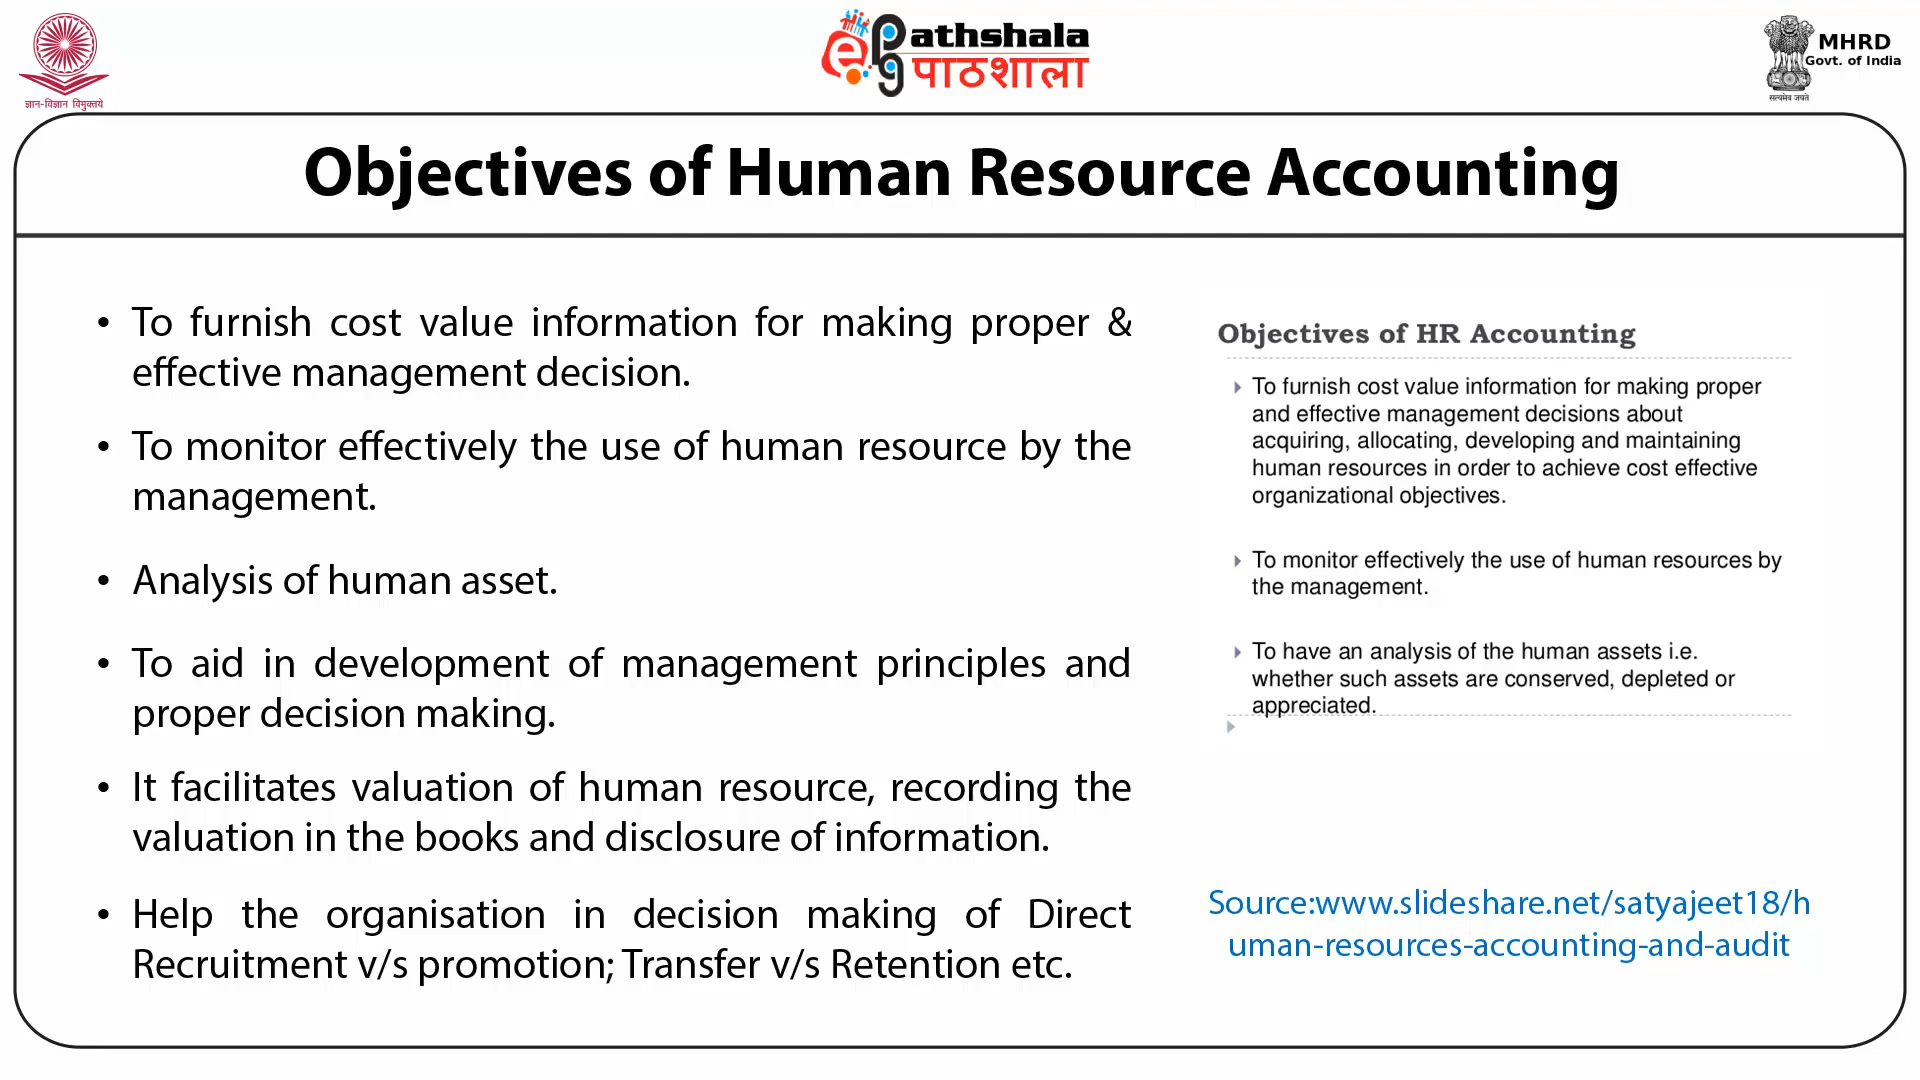 ज्ञान-विज्ञान विमुक्तये
ePG Pathshala
पाठशाला
सत्यमेव जयते
MHRD
Govt. of India
Objectives of Human Resource Accounting
• To furnish cost value information for making proper &
effective management decision.
• To monitor effectively the use of human resource by the
management.
• Analysis of human asset.
• To aid in development of management principles and
proper decision making.
• It facilitates valuation of human resource, recording the
valuation in the books and disclosure of information.
• Help the organisation in decision making of Direct
Recruitment v/s promotion; Transfer v/s Retention etc.
Objectives of HR Accounting
To furnish cost value information for making proper
and effective management decisions about
acquiring, allocating, developing and maintaining
human resources in order to achieve cost effective
organizational objectives.
To monitor effectively the use of human resources by
the management.
To have an analysis of the human assets i.e.
whether such assets are conserved, depleted or
appreciated.
Source:www.slideshare.net/satyajeet18/h
uman-resources-accounting-and-audit